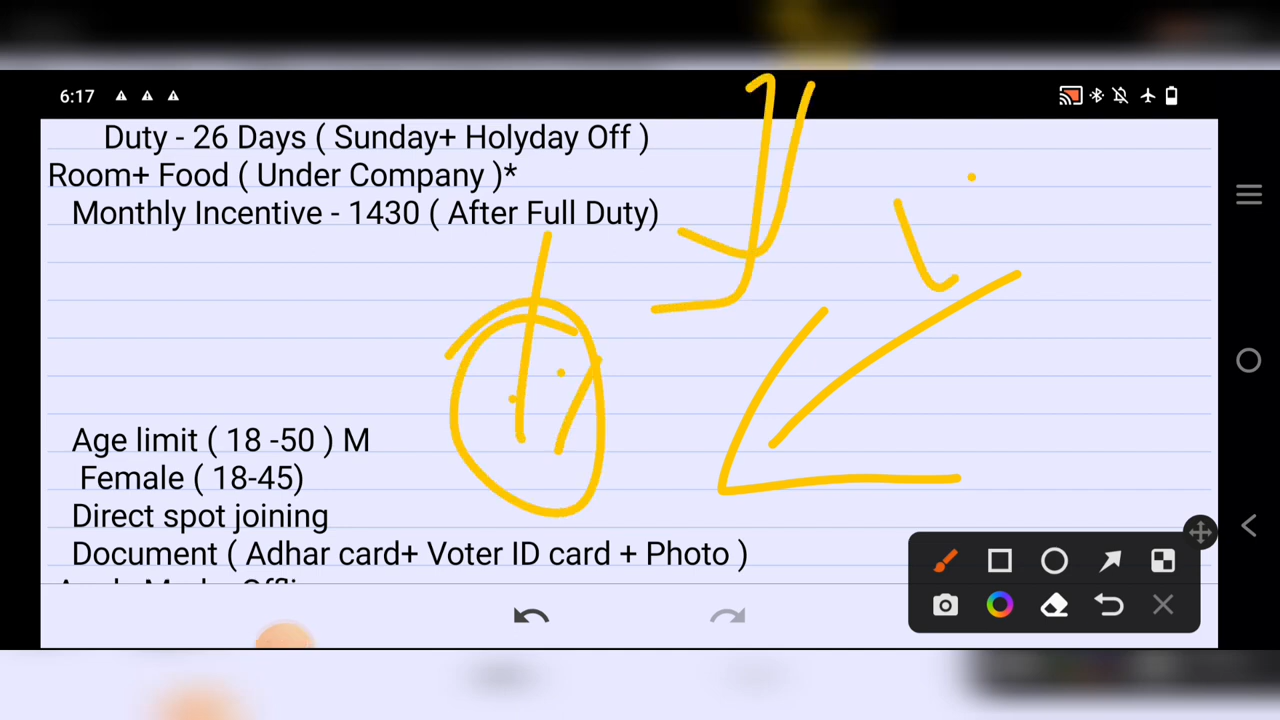 6:17
Duty - 26 Days ( Sunday+ Holyday Off )
Room+ Food ( Under Company )*
Monthly Incentive - 1430 ( After Full Duty)
Age limit ( 18 -50 ) M
Female ( 18-45)
Direct spot joining
Document ( Adhar card+ Voter ID card + Photo )